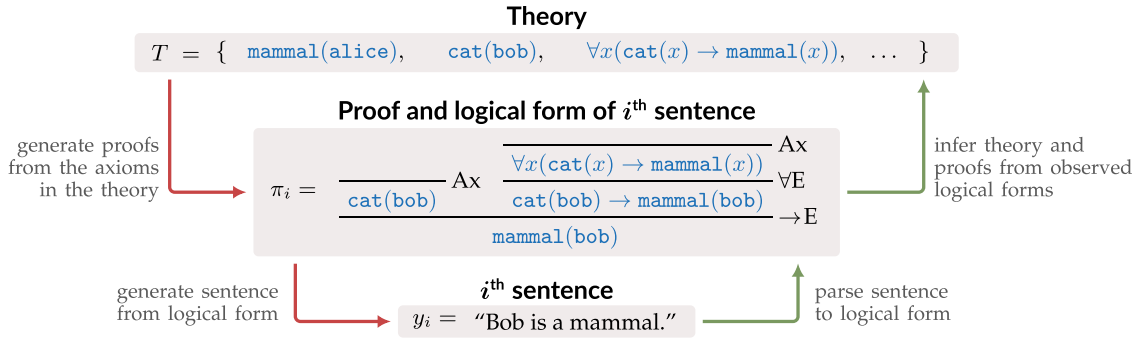 Theory
T = { mammal(alice), cat(bob), ∀x(cat(x) → mammal(x)), ... }
generate proofs
from the axioms
in the theory
Proof and logical form of iᵗʰ sentence
Ax
∀x(cat(x) → mammal(x))
πᵢ =
Ax
∀E
cat(bob)
cat(bob) → mammal(bob)
→E
mammal(bob)
infer theory and
proofs from observed
logical forms
generate sentence
from logical form
iᵗʰ sentence
yᵢ = “Bob is a mammal.”
parse sentence
to logical form